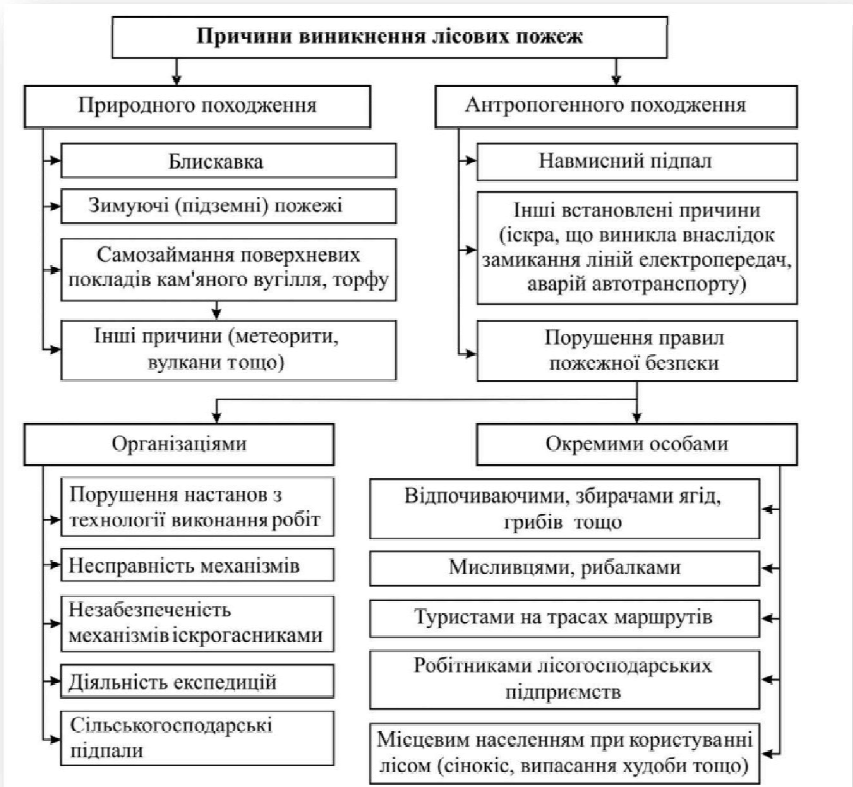 Причини виникнення лісових пожеж
Природного походження
Блискавка
Зимуючі (підземні) пожежі
Самозаймання поверхневих
покладів кам'яного вугілля, торфу
Інші причини (метеорити,
вулкани тощо)
Антропогенного походження
Навмисний підпал
Інші встановлені причини
(іскра, що виникла внаслідок
замикання ліній електропередач,
аварій автотранспорту)
Порушення правил
пожежної безпеки
Організаціями
Порушення настанов з
технології виконання робіт
Несправність механізмів
Незабезпеченість
механізмів іскрогасниками
Діяльність експедицій
Сільськогосподарські
підпали
Окремими особами
Відпочиваючими, збирачами ягід,
грибів тощо
Мисливцями, рибалками
Туристами на трасах маршрутів
Робітниками лісогосподарських
підприємств
Місцевим населенням при користуванні
лісом (сінокіс, випасання худоби тощо)